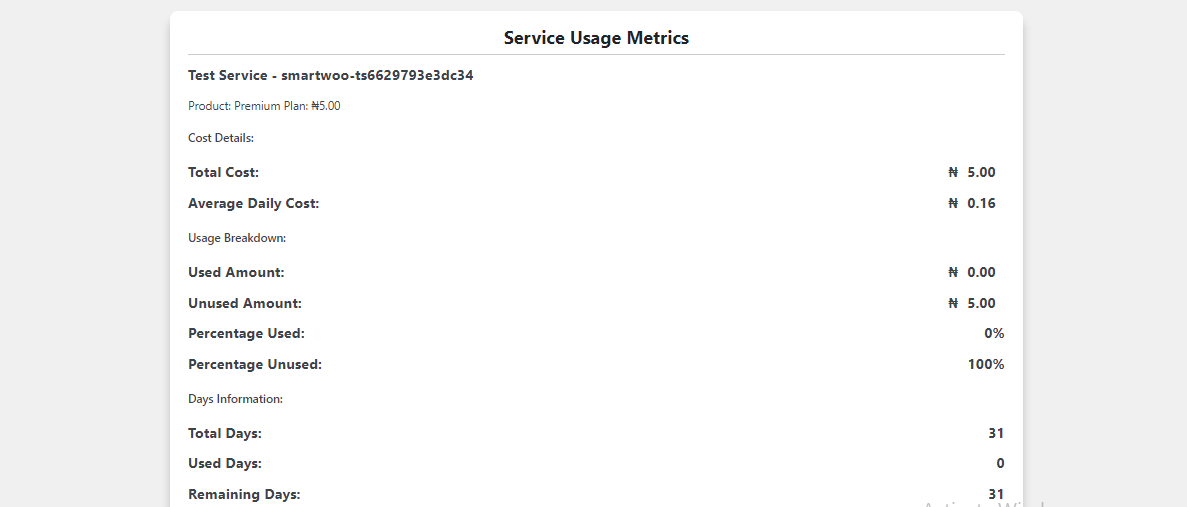 Service Usage Metrics
Test Service - smartwoo-ts6629793e3dc34
Product: Premium Plan: ₦5.00
Cost Details:
Total Cost: ₦ 5.00
Average Daily Cost: ₦ 0.16
Usage Breakdown:
Used Amount: ₦ 0.00
Unused Amount: ₦ 5.00
Percentage Used: 0%
Percentage Unused: 100%
Days Information:
Total Days: 31
Used Days: 0
Remaining Days: 31